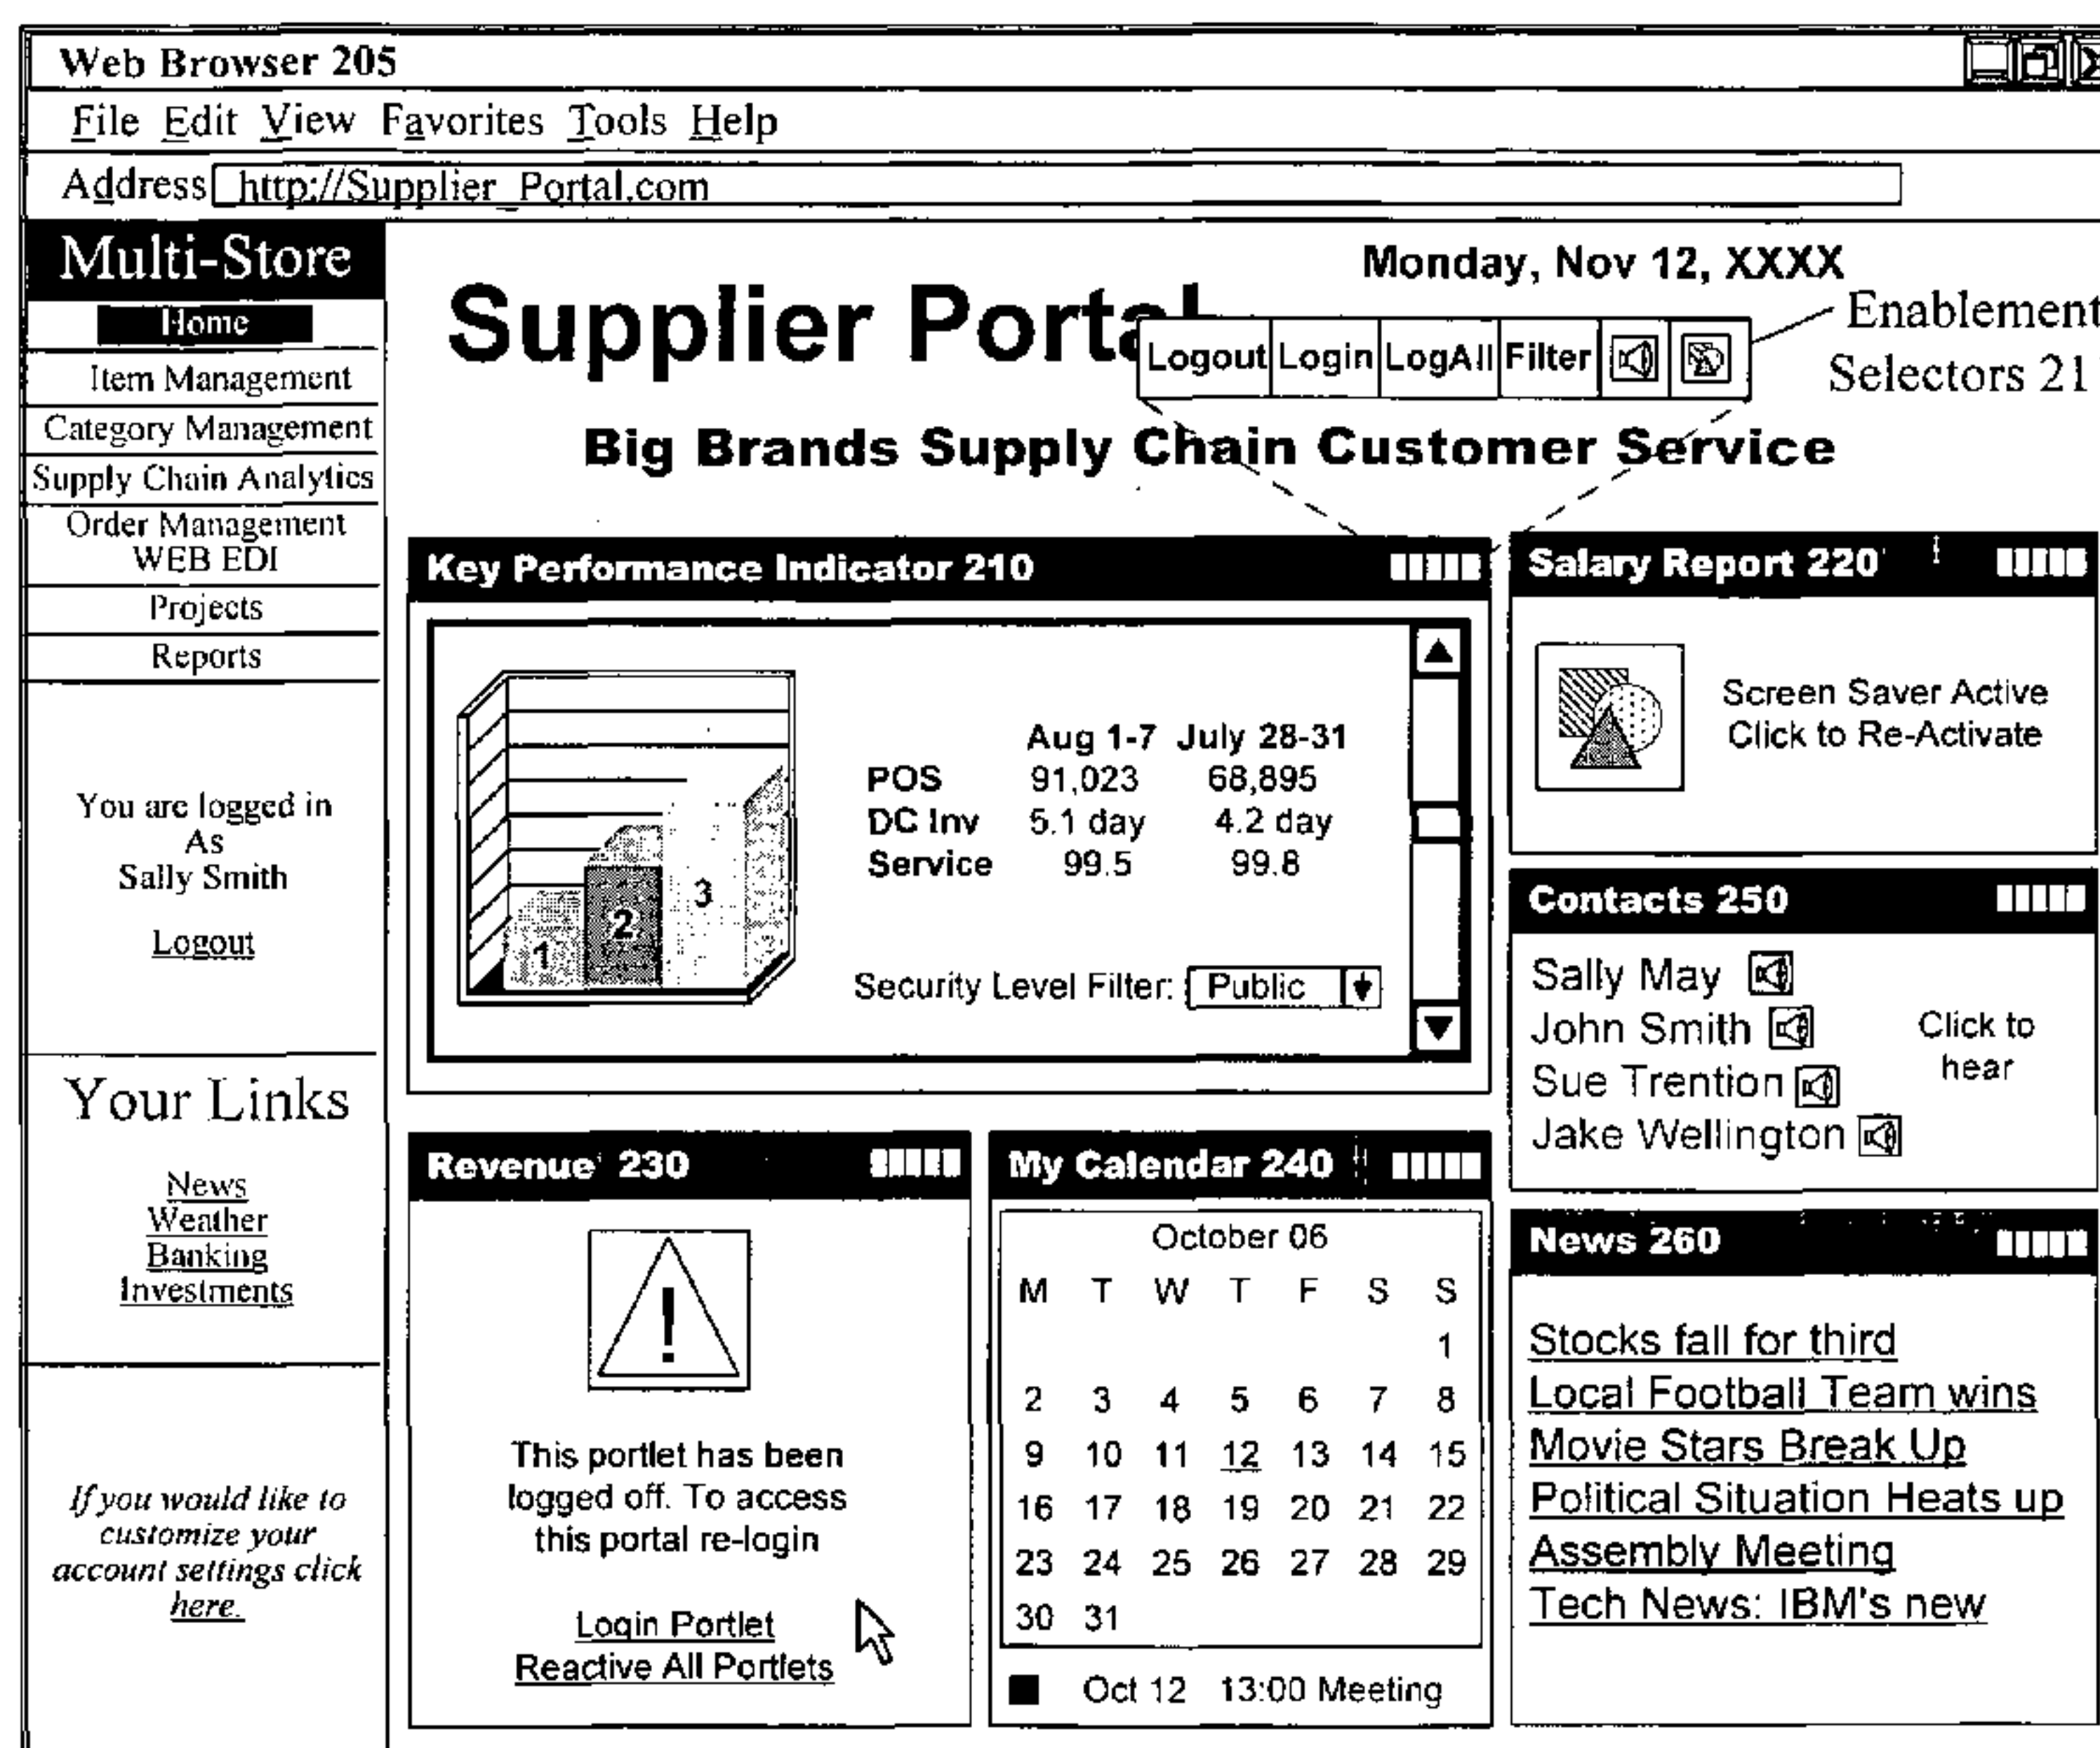 Web Browser 205
File Edit View Favorites Tools Help
Address http://Supplier_Portal.com
Multi-Store
Home
Item Management
Category Management
Supply Chain Analytics
Order Management
WEB EDI
Projects
Reports
You are logged in
As
Sally Smith
Logout
Your Links
News
Weather
Banking
Investments
If you would like to
customize your
account settings click
here.
Monday, Nov 12, XXXX
Supplier Portal
Logout Login LogAll Filter
Enablement
Selectors 21
Big Brands Supply Chain Customer Service
Key Performance Indicator 210
1 2 3
Aug 1-7 July 28-31
POS 91,023 68,895
DC Inv 5.1 day 4.2 day
Service 99.5 99.8
Security Level Filter: Public
Salary Report 220
Screen Saver Active
Click to Re-Activate
Contacts 250
Sally May
John Smith
Sue Trention
Jake Wellington
Click to
hear
Revenue 230
!
This portlet has been
logged off. To access
this portal re-login
Login Portlet
Reactive All Portlets
My Calendar 240
October 06
M T W T F S S
1
2 3 4 5 6 7 8
9 10 11 12 13 14 15
16 17 18 19 20 21 22
23 24 25 26 27 28 29
30 31
Oct 12 13:00 Meeting
News 260
Stocks fall for third
Local Football Team wins
Movie Stars Break Up
Political Situation Heats up
Assembly Meeting
Tech News: IBM's new